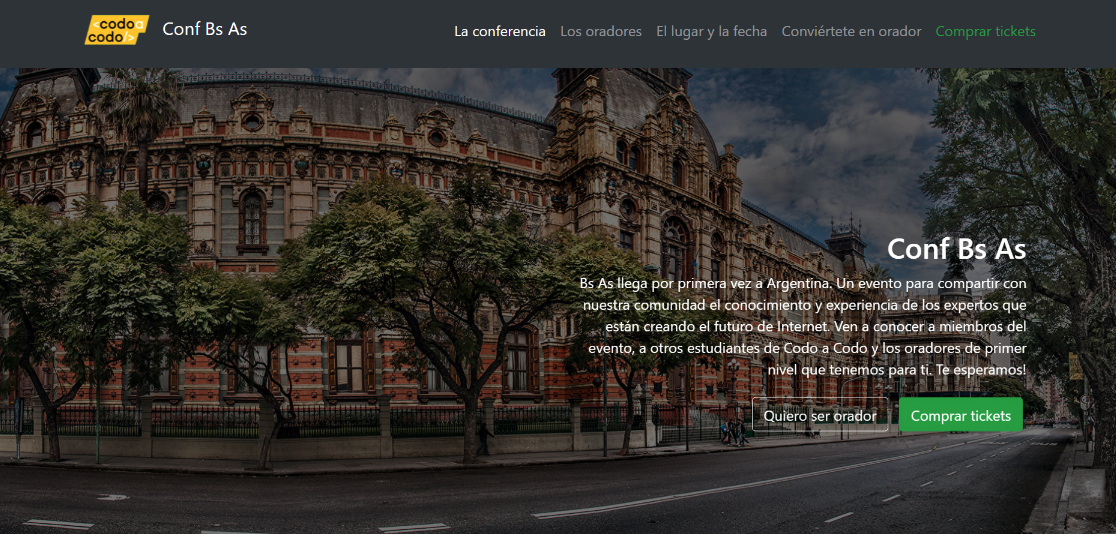 <codo a
codo/>
Conf Bs As
La conferencia
Los oradores
El lugar y la fecha
Conviértete en orador
Comprar tickets
Conf Bs As
Bs As llega por primera vez a Argentina. Un evento para compartir con
nuestra comunidad el conocimiento y experiencia de los expertos que
están creando el futuro de Internet. Ven a conocer a miembros del
evento, a otros estudiantes de Codo a Codo y los oradores de primer
nivel que tenemos para ti. Te esperamos!
Quiero ser orador
Comprar tickets